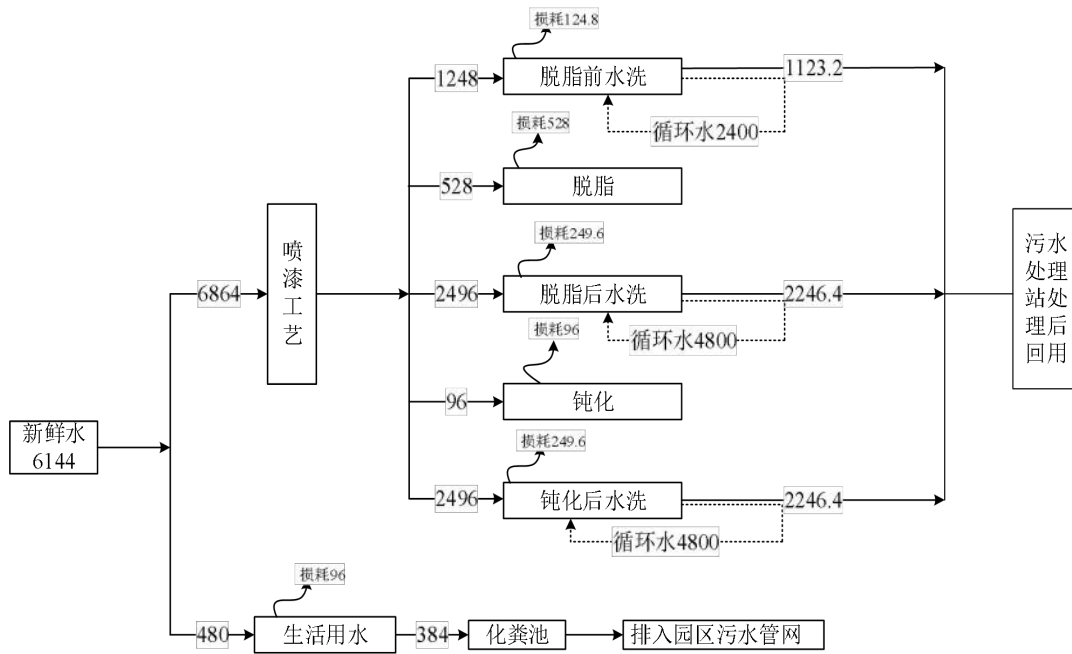 损耗124.8
1248
脱脂前水洗
1123.2
循环水2400
损耗528
528
脱脂
损耗249.6
6864
喷漆工艺
2496
脱脂后水洗
2246.4
循环水4800
污水
处理
站处
理后
回用
损耗96
96
钝化
新鲜水
6144
损耗249.6
2496
钝化后水洗
2246.4
循环水4800
损耗96
480
生活用水
384
化粪池
排入园区污水管网